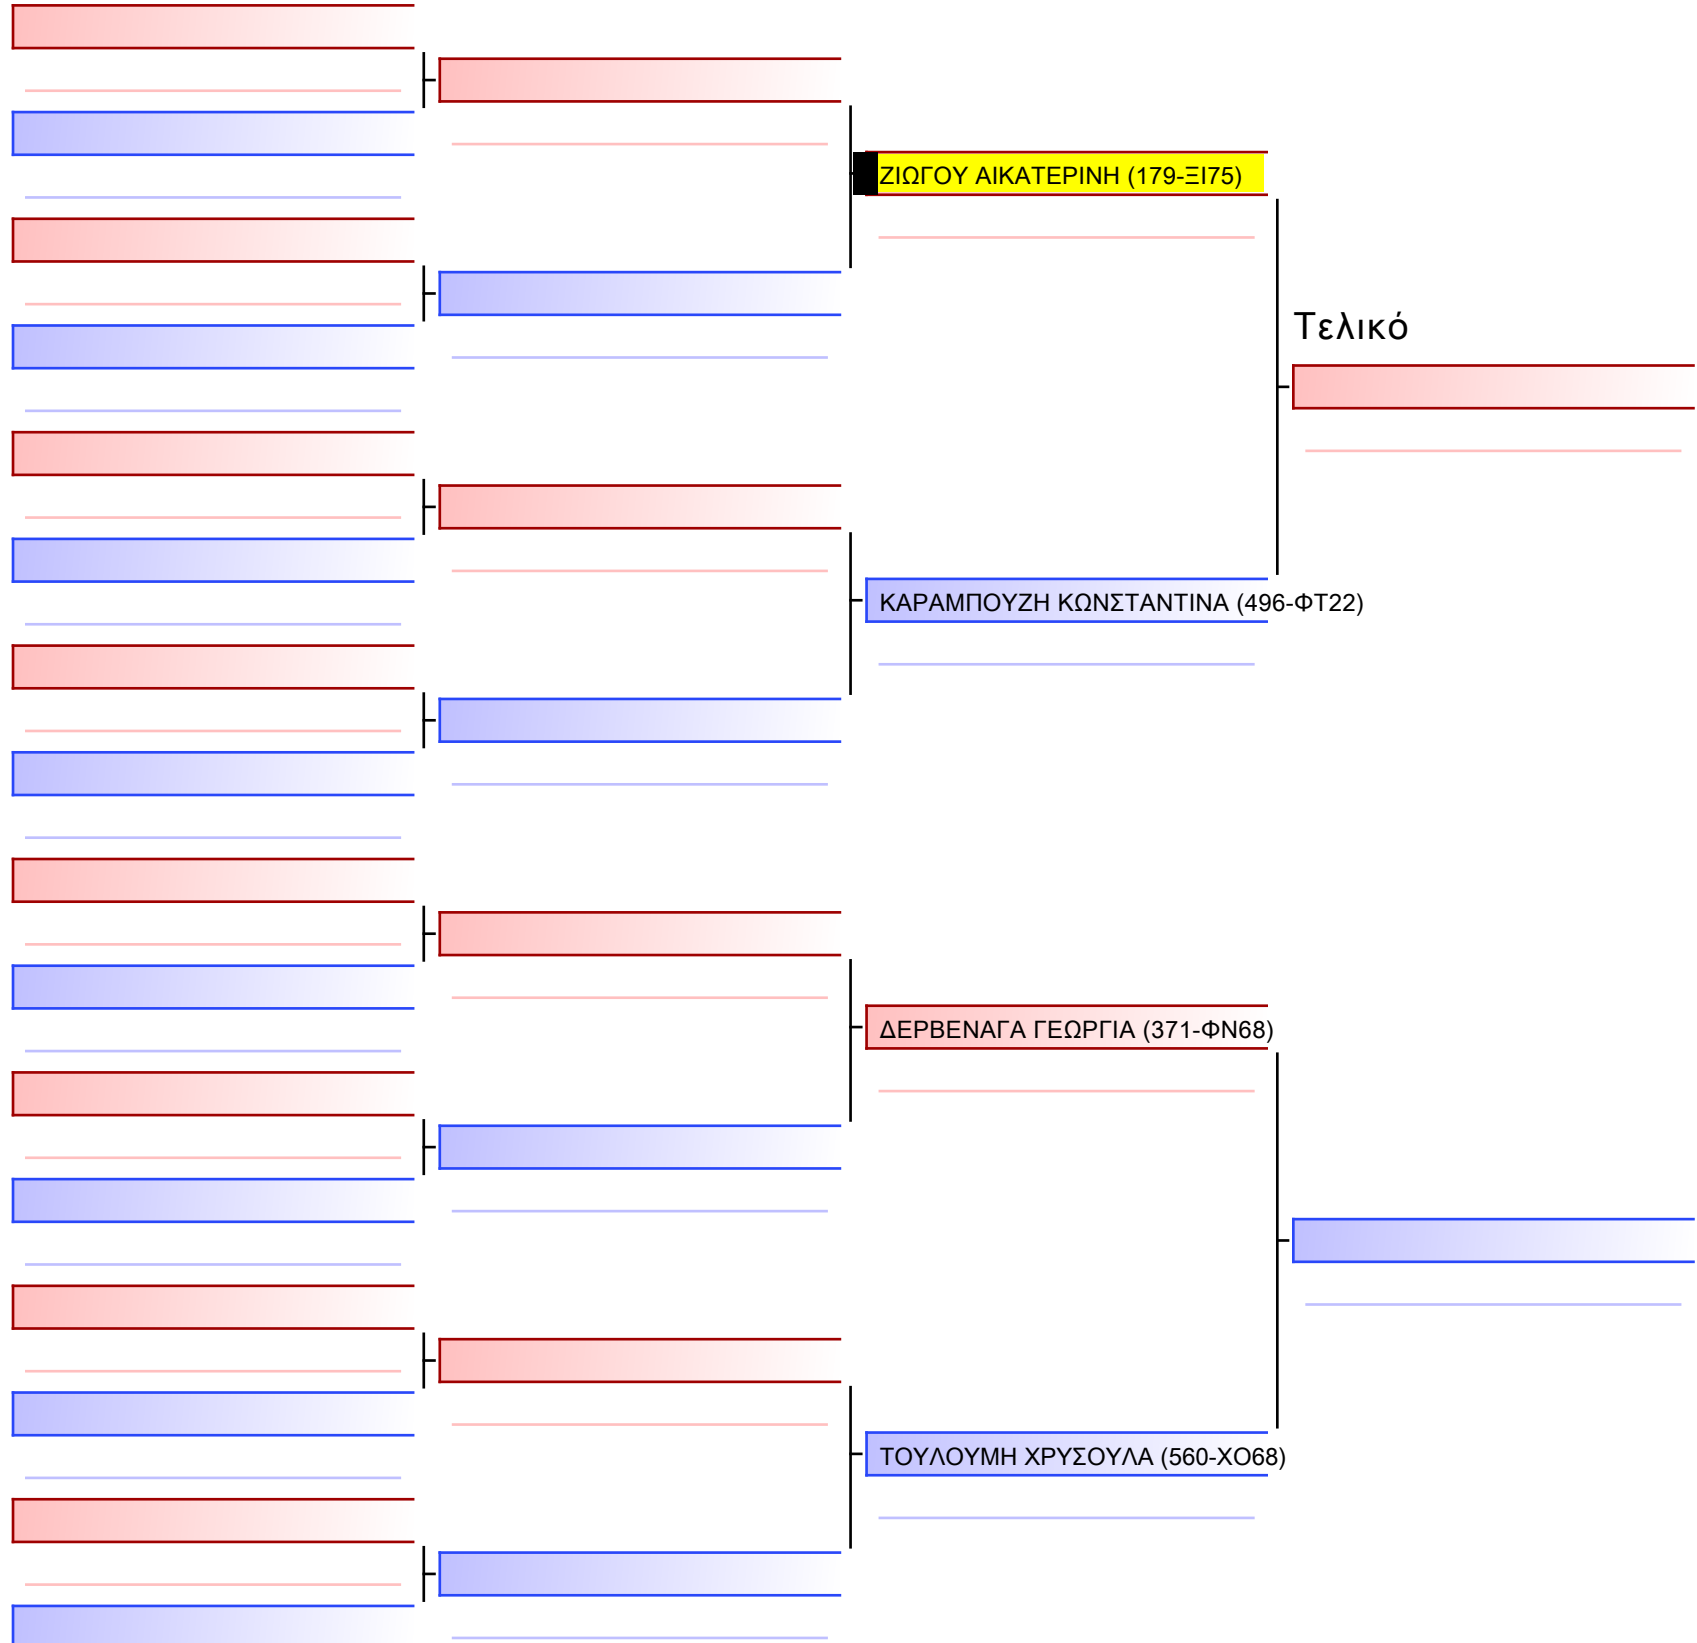 ΖΙΩΓΟΥ ΑΙΚΑΤΕΡΙΝΗ (179-ΞΙ75)
Τελικό
ΚΑΡΑΜΠΟΥΖΗ ΚΩΝΣΤΑΝΤΙΝΑ (496-ΦΤ22)
ΔΕΡΒΕΝΑΓΑ ΓΕΩΡΓΙΑ (371-ΦΝ68)
ΤΟΥΛΟΥΜΗ ΧΡΥΣΟΥΛΑ (560-ΧΟ68)